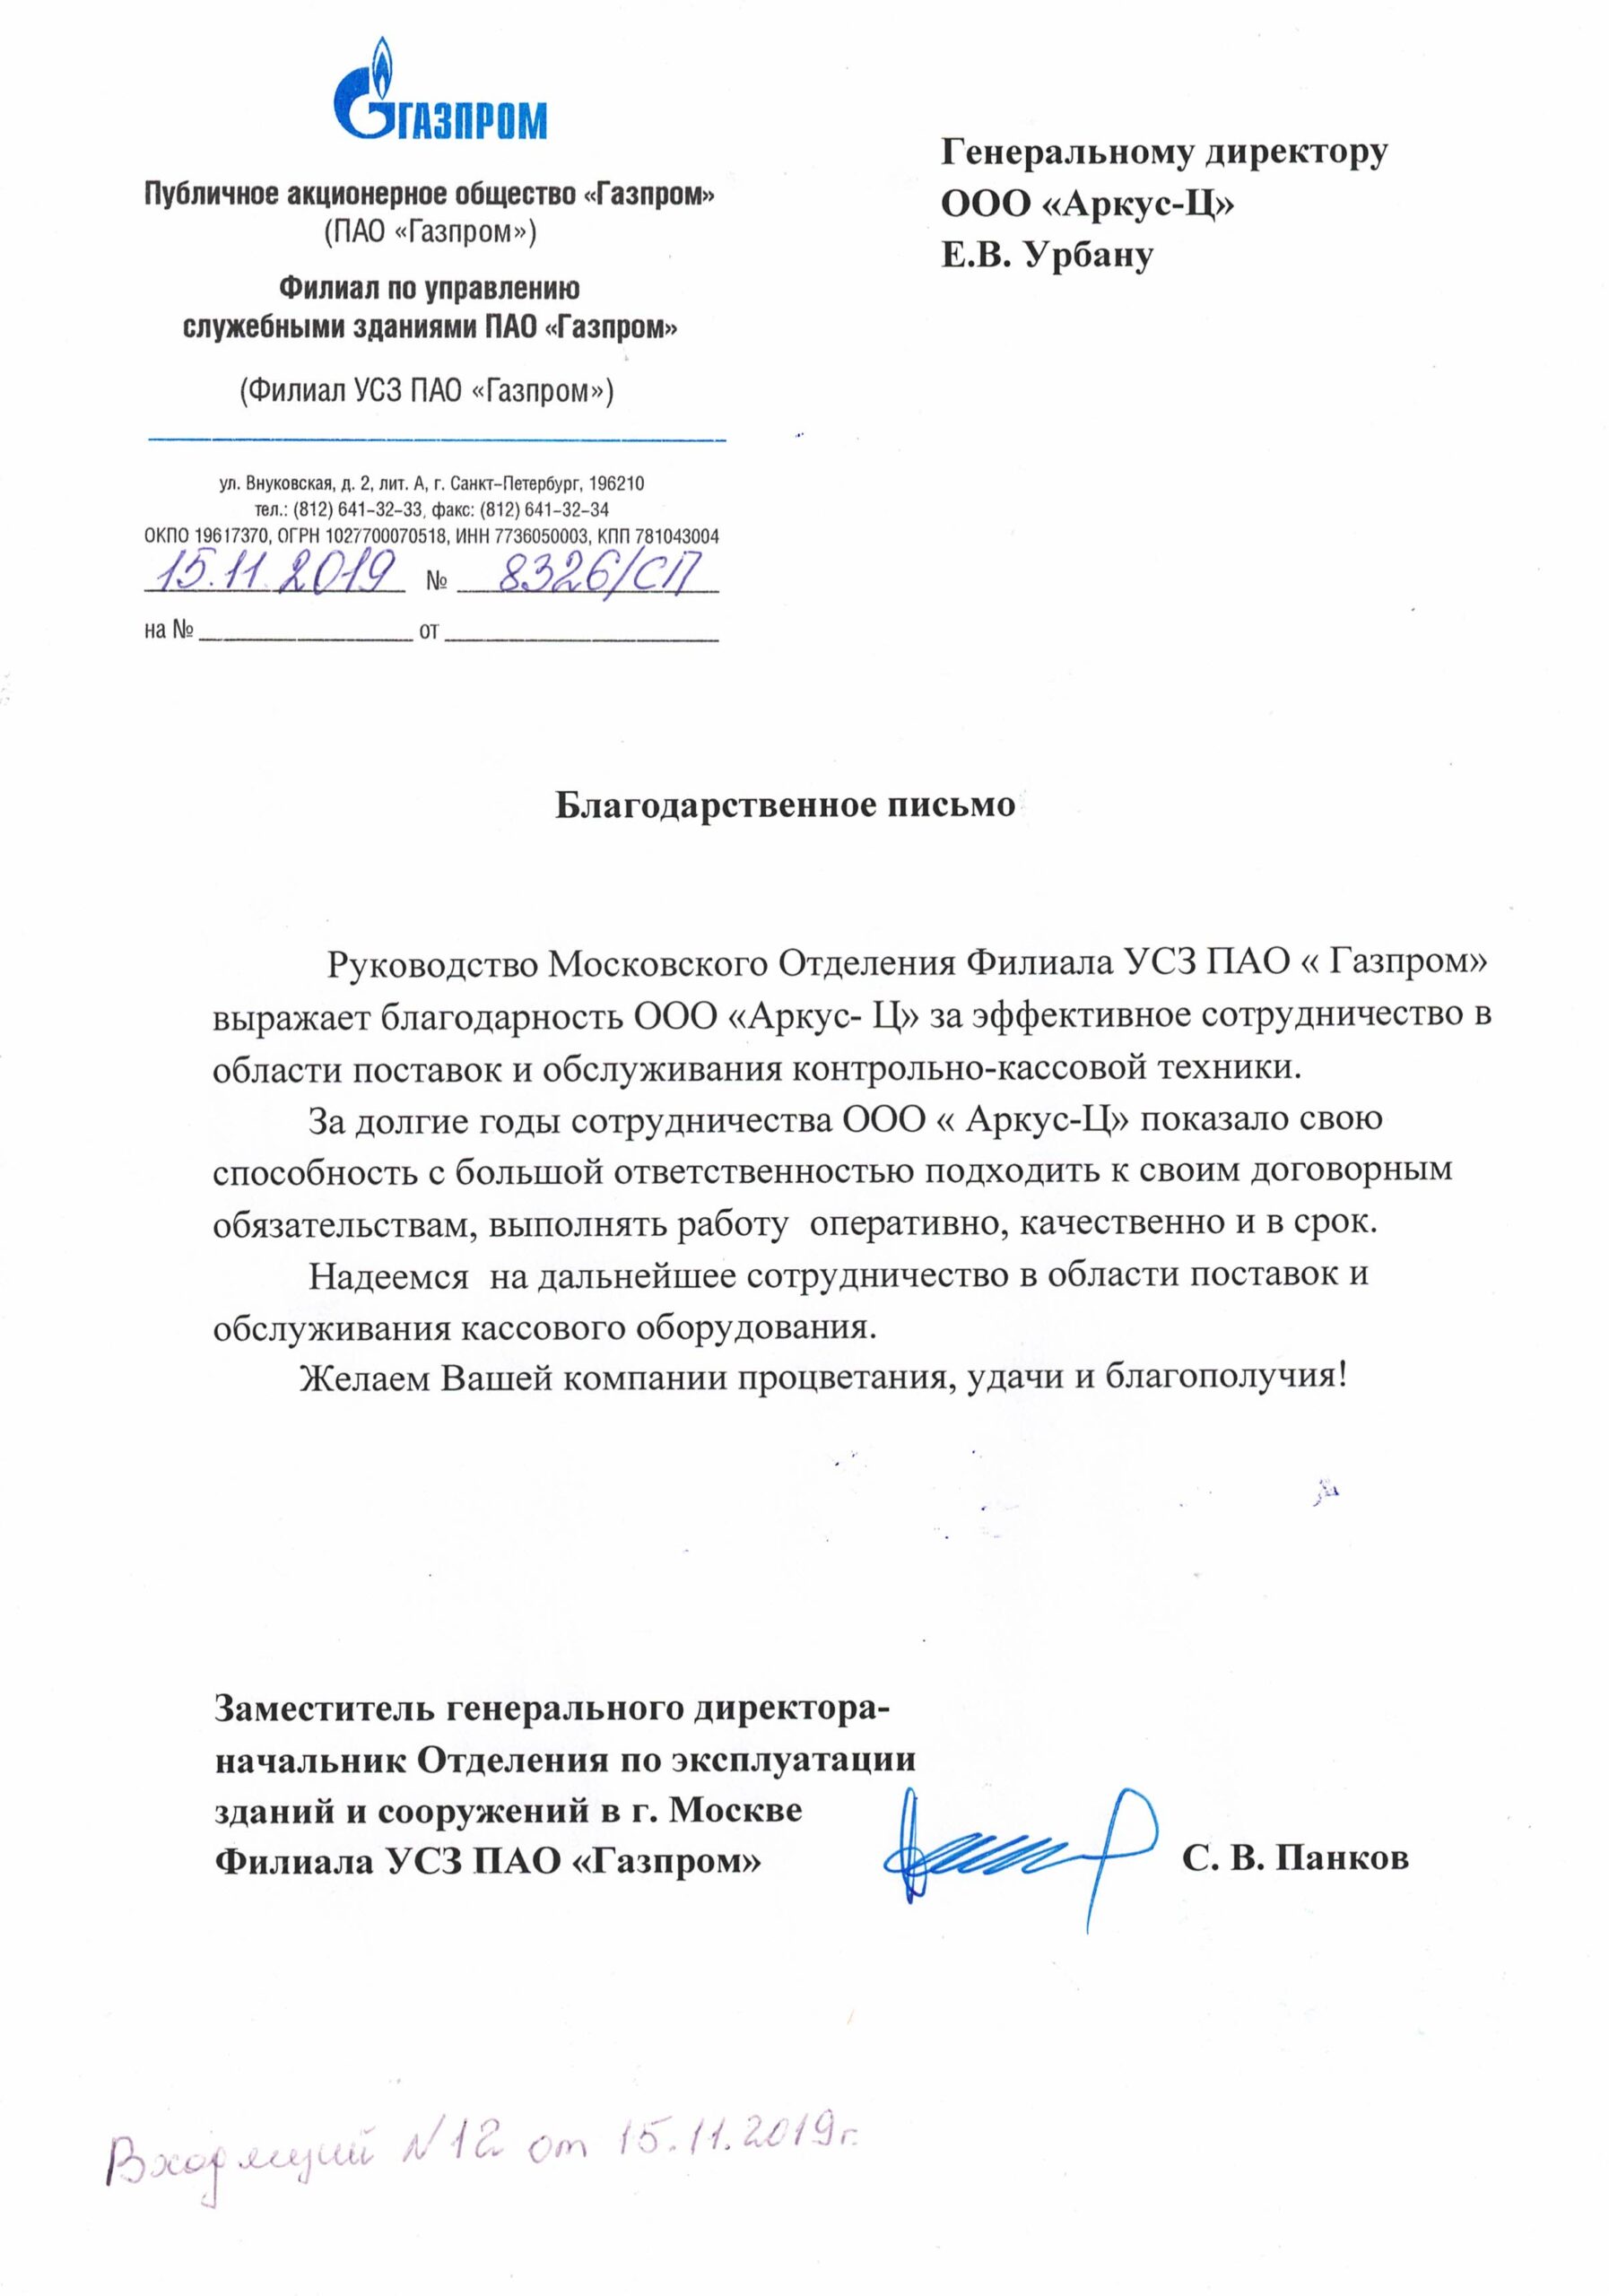 ГАЗПРОМ
Публичное акционерное общество «Газпром»
(ПАО «Газпром»)
Филиал по управлению
служебными зданиями ПАО «Газпром»
(Филиал УСЗ ПАО «Газпром»)
ул. Внуковская, д. 2, лит. А, г. Санкт-Петербург, 196210
тел.: (812) 641-32-33, факс: (812) 641-32-34
ОКПО 19617370, ОГРН 1027700070518, ИНН 7736050003, КПП 781043004
15.11.2019 № 8326/СП
на № от
Генеральному директору
ООО «Аркус-Ц»
Е.В. Урбану
Благодарственное письмо
Руководство Московского Отделения Филиала УСЗ ПАО « Газпром»
выражает благодарность ООО «Аркус- Ц» за эффективное сотрудничество в
области поставок и обслуживания контрольно-кассовой техники.
За долгие годы сотрудничества ООО « Аркус-Ц» показало свою
способность с большой ответственностью подходить к своим договорным
обязательствам, выполнять работу  оперативно, качественно и в срок.
Надеемся  на дальнейшее сотрудничество в области поставок и
обслуживания кассового оборудования.
Желаем Вашей компании процветания, удачи и благополучия!
Заместитель генерального директора-
начальник Отделения по эксплуатации
зданий и сооружений в г. Москве
Филиала УСЗ ПАО «Газпром»
С. В. Панков
Входящий №12 от 15.11.2019г.